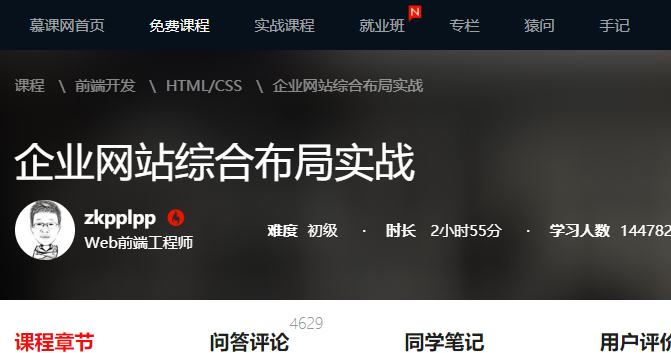 慕课网首页 免费课程 实战课程 就业班 N 专栏 猿问 手记
课程 \ 前端开发 \ HTML/CSS \ 企业网站综合布局实战
企业网站综合布局实战
zkpplpp
Web前端工程师
难度 初级 · 时长 2小时55分 · 学习人数 144782
课程章节 问答评论 4629 同学笔记 用户评价